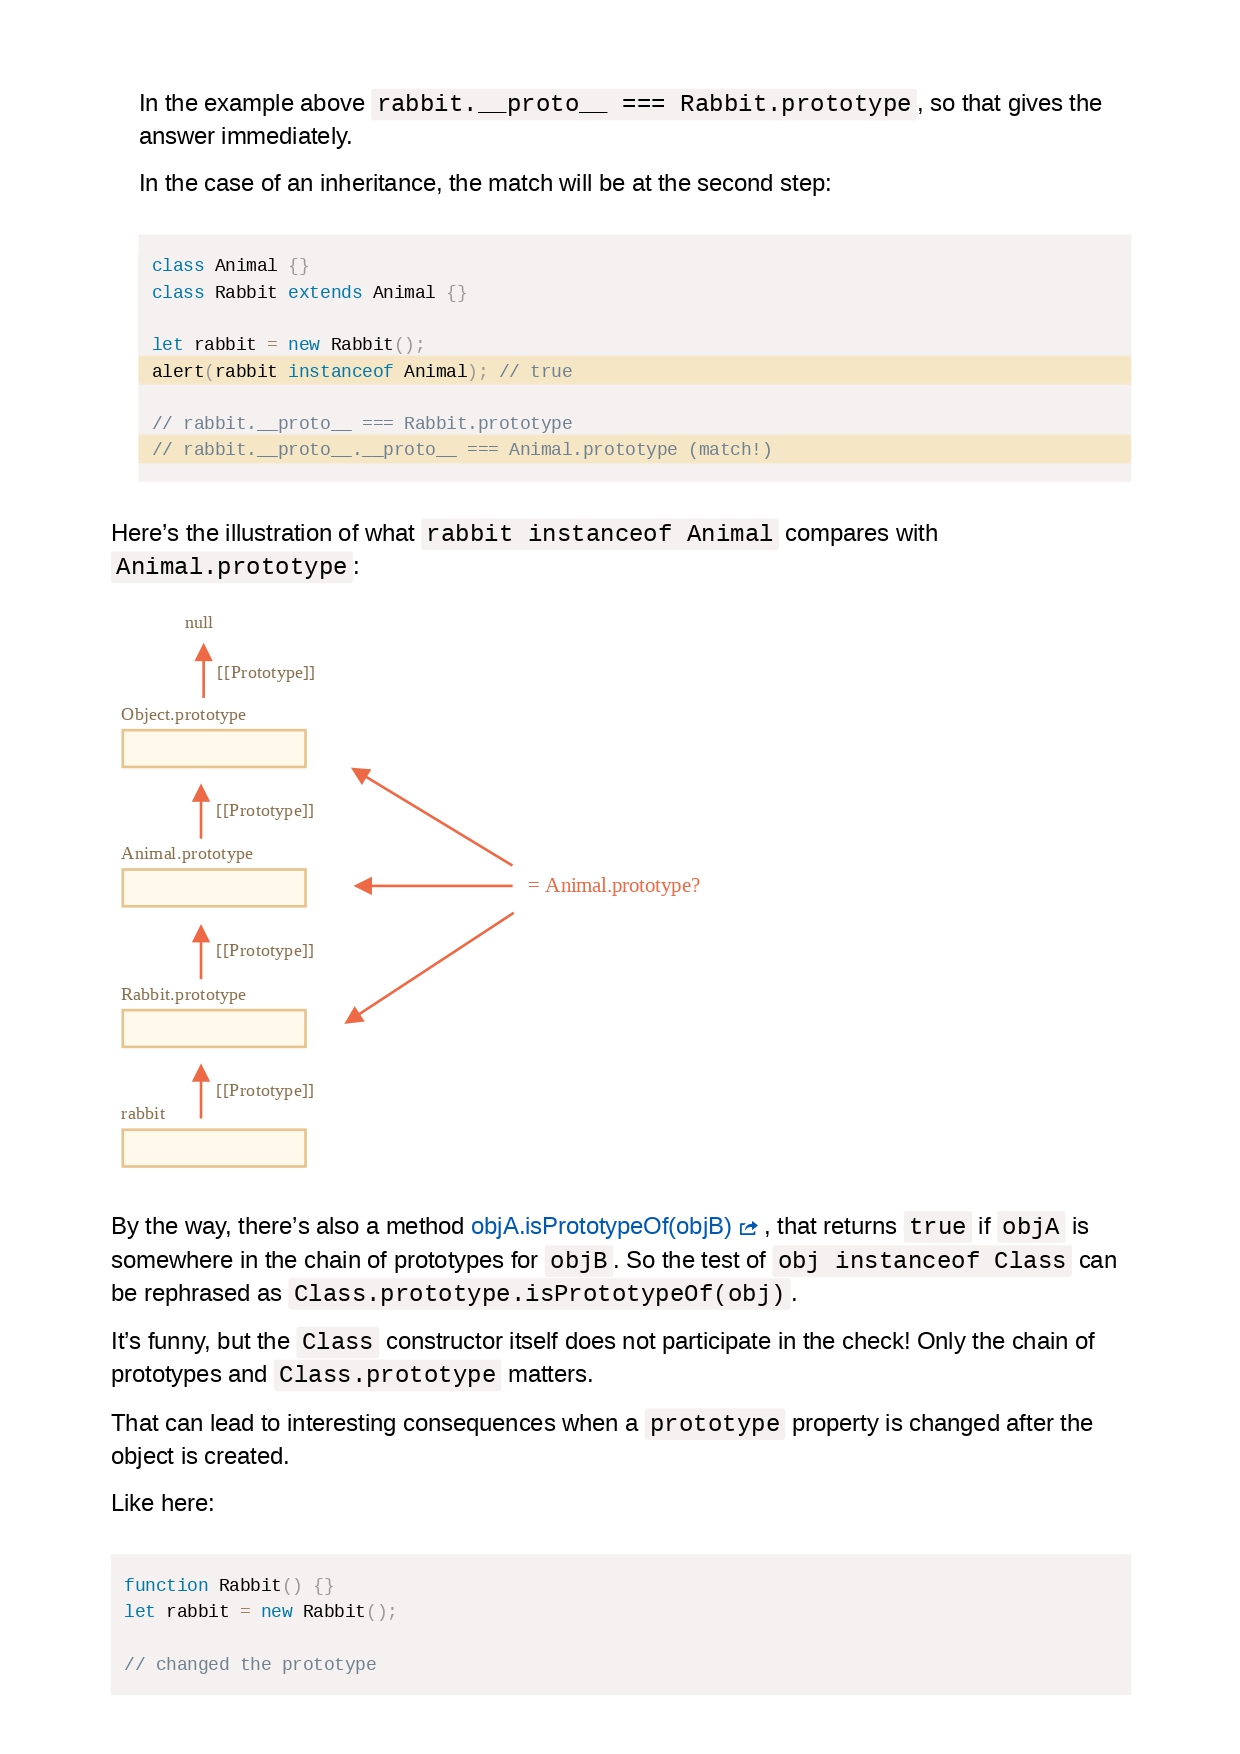 In the example above rabbit.__proto__ === Rabbit.prototype, so that gives the
answer immediately.
In the case of an inheritance, the match will be at the second step:
class Animal {}
class Rabbit extends Animal {}
let rabbit = new Rabbit();
alert(rabbit instanceof Animal); // true
// rabbit.__proto__ === Rabbit.prototype
// rabbit.__proto__.__proto__ === Animal.prototype (match!)
Here’s the illustration of what rabbit instanceof Animal compares with
Animal.prototype:
null
[[Prototype]]
Object.prototype
[[Prototype]]
Animal.prototype
= Animal.prototype?
[[Prototype]]
Rabbit.prototype
[[Prototype]]
rabbit
By the way, there’s also a method objA.isPrototypeOf(objB) , that returns true if objA is
somewhere in the chain of prototypes for objB. So the test of obj instanceof Class can
be rephrased as Class.prototype.isPrototypeOf(obj).
It’s funny, but the Class constructor itself does not participate in the check! Only the chain of
prototypes and Class.prototype matters.
That can lead to interesting consequences when a prototype property is changed after the
object is created.
Like here:
function Rabbit() {}
let rabbit = new Rabbit();
// changed the prototype